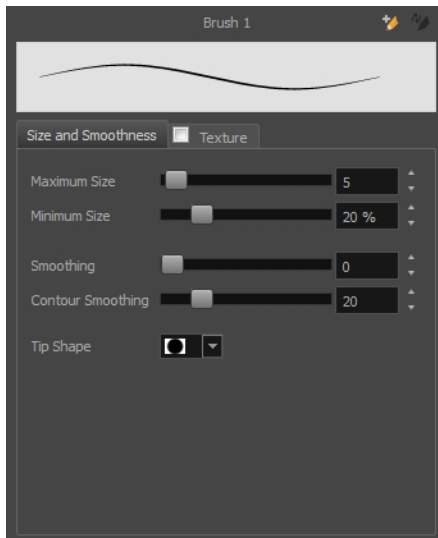 Brush 1
Size and Smoothness Texture
Maximum Size 5
Minimum Size 20 %
Smoothing 0
Contour Smoothing 20
Tip Shape